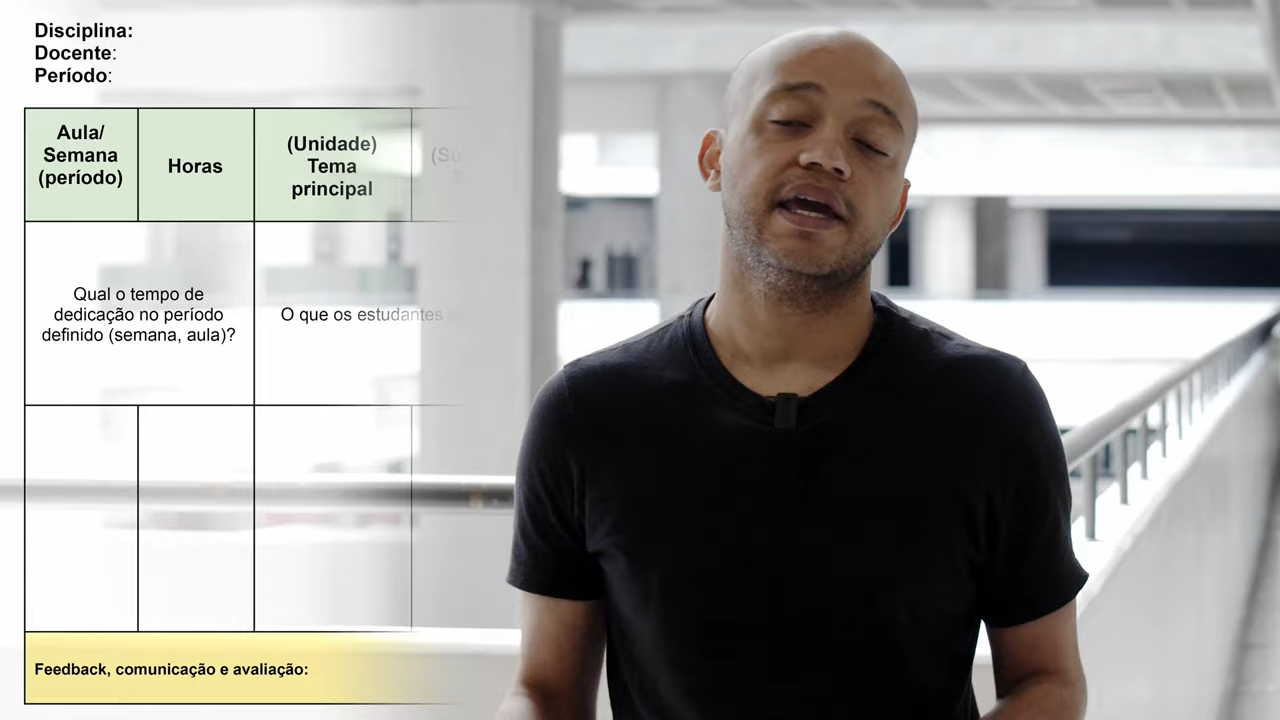 Disciplina:
Docente:
Período:
Aula/
Semana
(período)
Horas
(Unidade)
Tema
principal
Qual o tempo de
dedicação no período
definido (semana, aula)?
O que os estudantes
Feedback, comunicação e avaliação: